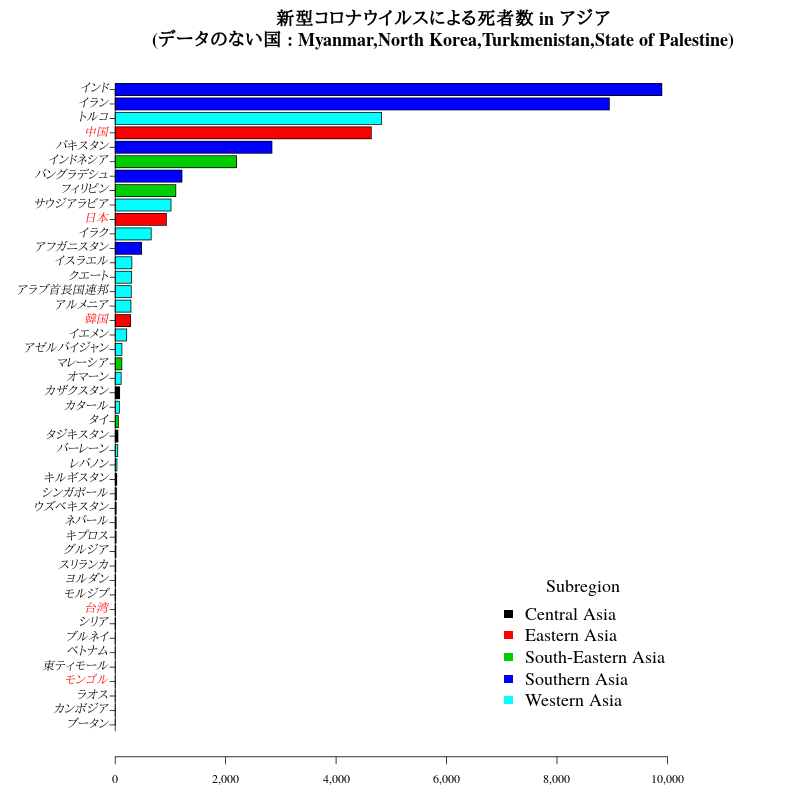 新型コロナウイルスによる死者数 in アジア
(データのない国 : Myanmar,North Korea,Turkmenistan,State of Palestine)
インド
イラン
トルコ
中国
パキスタン
インドネシア
バングラデシュ
フィリピン
サウジアラビア
日本
イラク
アフガニスタン
イスラエル
クエート
アラブ首長国連邦
アルメニア
韓国
イエメン
アゼルバイジャン
マレーシア
オマーン
カザクスタン
カタール
タイ
タジキスタン
バーレーン
レバノン
キルギスタン
シンガポール
ウズベキスタン
ネパール
キプロス
グルジア
スリランカ
ヨルダン
モルジブ
台湾
シリア
ブルネイ
ベトナム
東ティモール
モンゴル
ラオス
カンボジア
ブータン
Subregion
Central Asia
Eastern Asia
South-Eastern Asia
Southern Asia
Western Asia
0 2,000 4,000 6,000 8,000 10,000